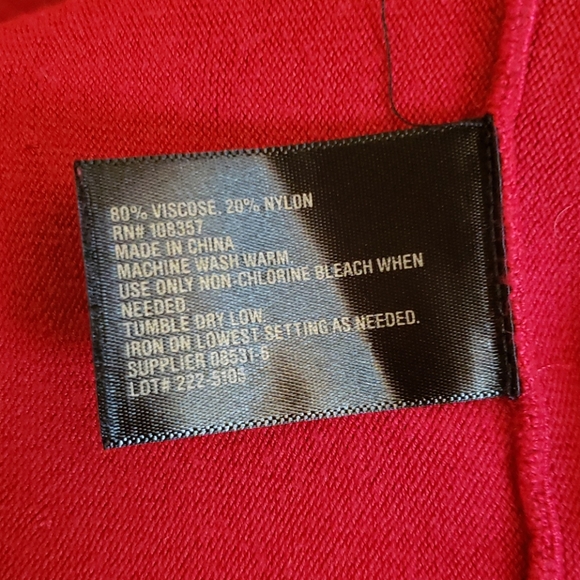 80% VISCOSE, 20% NYLON
RN# 108357
MADE IN CHINA
MACHINE WASH WARM.
USE ONLY NON-CHLORINE BLEACH WHEN
NEEDED.
TUMBLE DRY LOW.
IRON ON LOWEST SETTING AS NEEDED.
SUPPLIER 08531-6
LOT# 222-5105